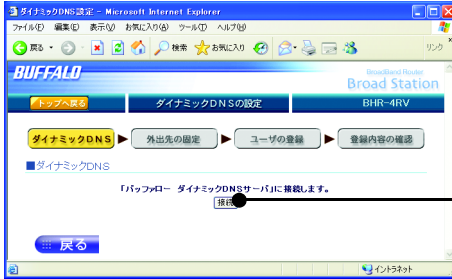 ダイナミックDNS設定 - Microsoft Internet Explorer
ファイル(F) 編集(E) 表示(V) お気に入り(A) ツール(T) ヘルプ(H)
戻る 検索 お気に入り リンク
BUFFALO BroadBand Router
Broad Station
トップへ戻る ダイナミックDNSの設定 BHR-4RV
ダイナミックDNS 外出先の固定 ユーザの登録 登録内容の確認
■ダイナミックDNS
「バッファロー ダイナミックDNSサーバ」に接続します。
接続
戻る
イントラネット